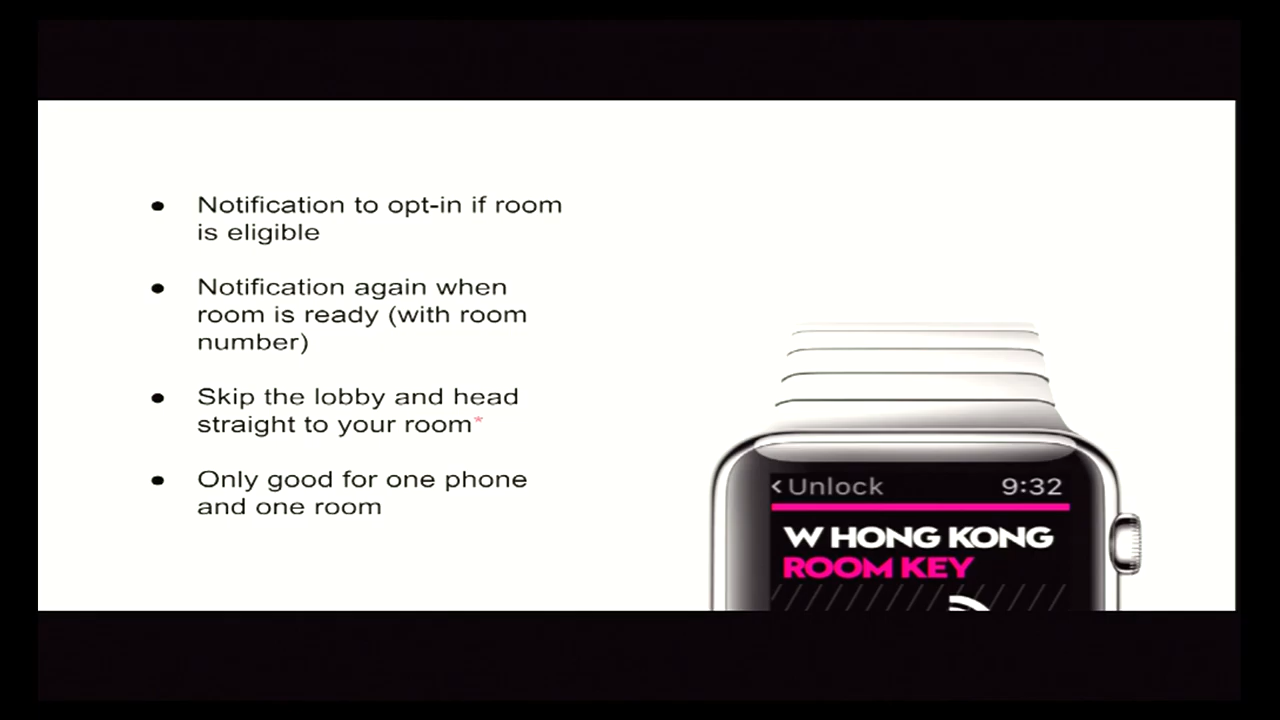 ● Notification to opt-in if room
is eligible
● Notification again when
room is ready (with room
number)
● Skip the lobby and head
straight to your room*
● Only good for one phone
and one room
<Unlock 9:32
W HONG KONG
ROOM KEY